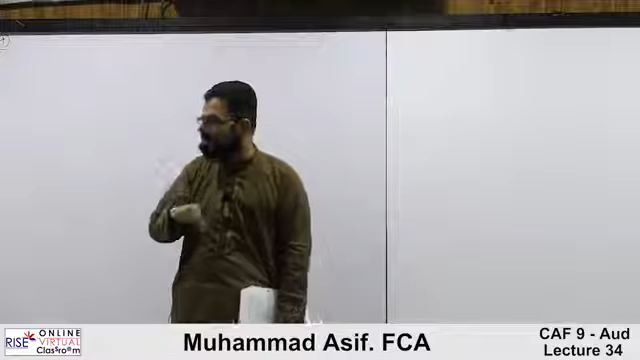 Muhammad Asif. FCA
CAF 9 - Aud
Lecture 34
RISE
ONLINE
VIRTUAL
Classroom